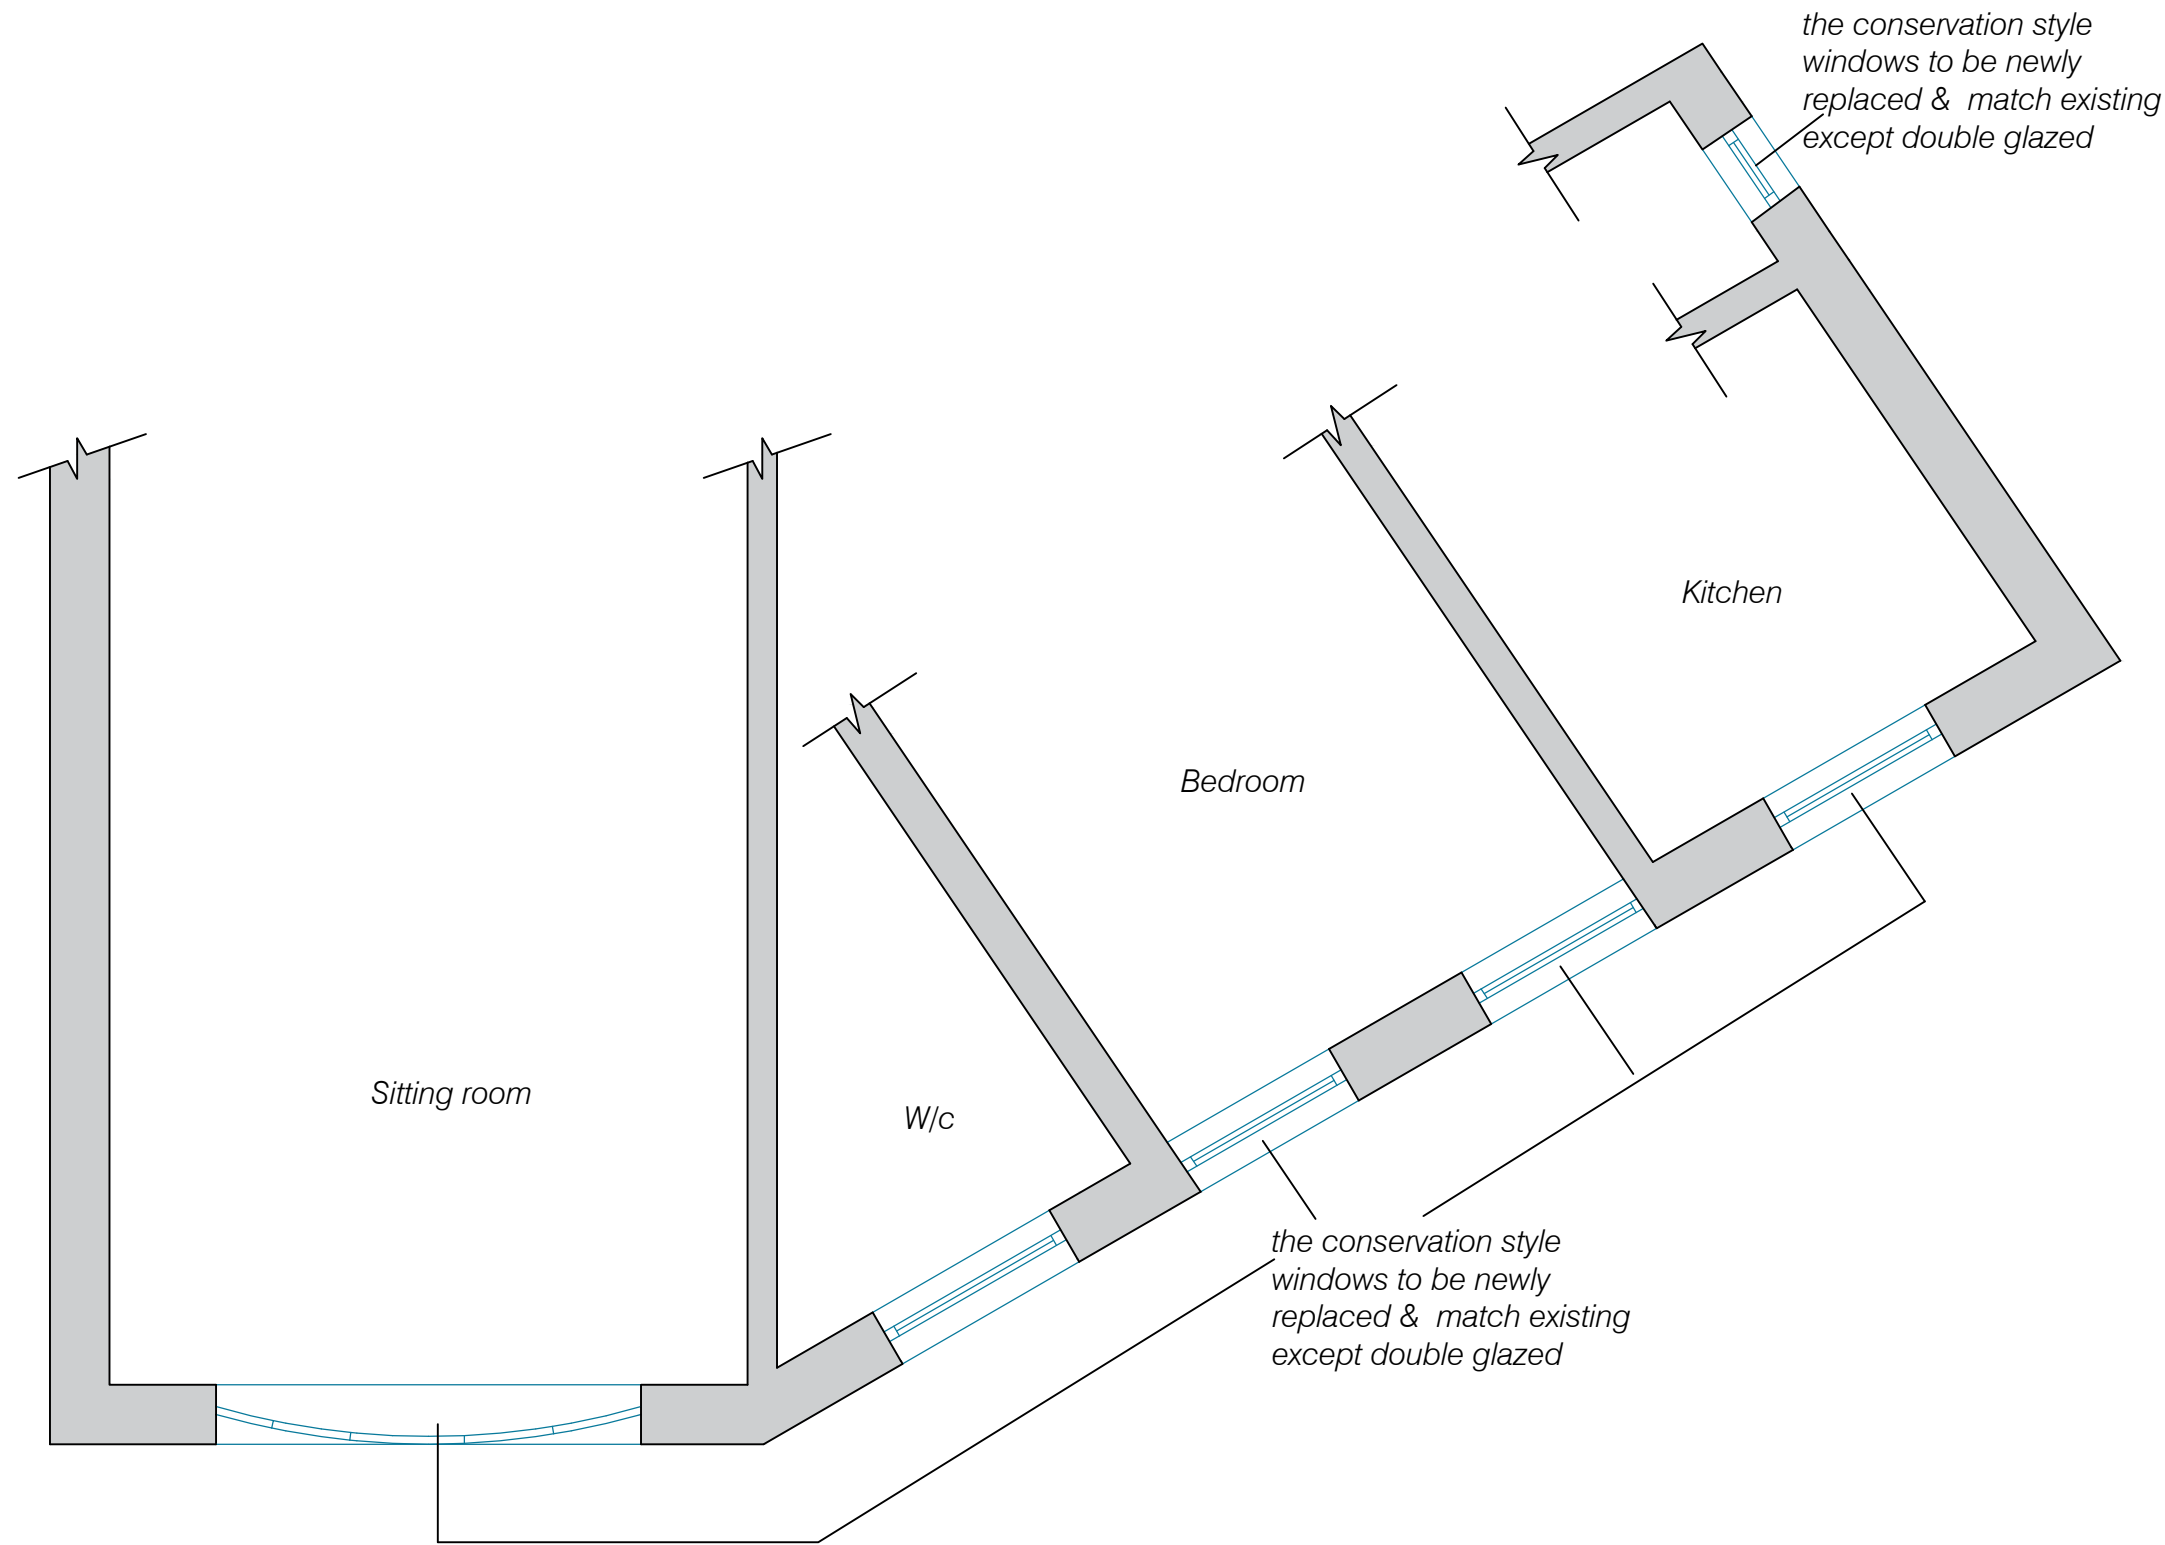 the conservation style
windows to be newly
replaced &  match existing
except double glazed
Kitchen
Bedroom
Sitting room
W/c
the conservation style
windows to be newly
replaced &  match existing
except double glazed